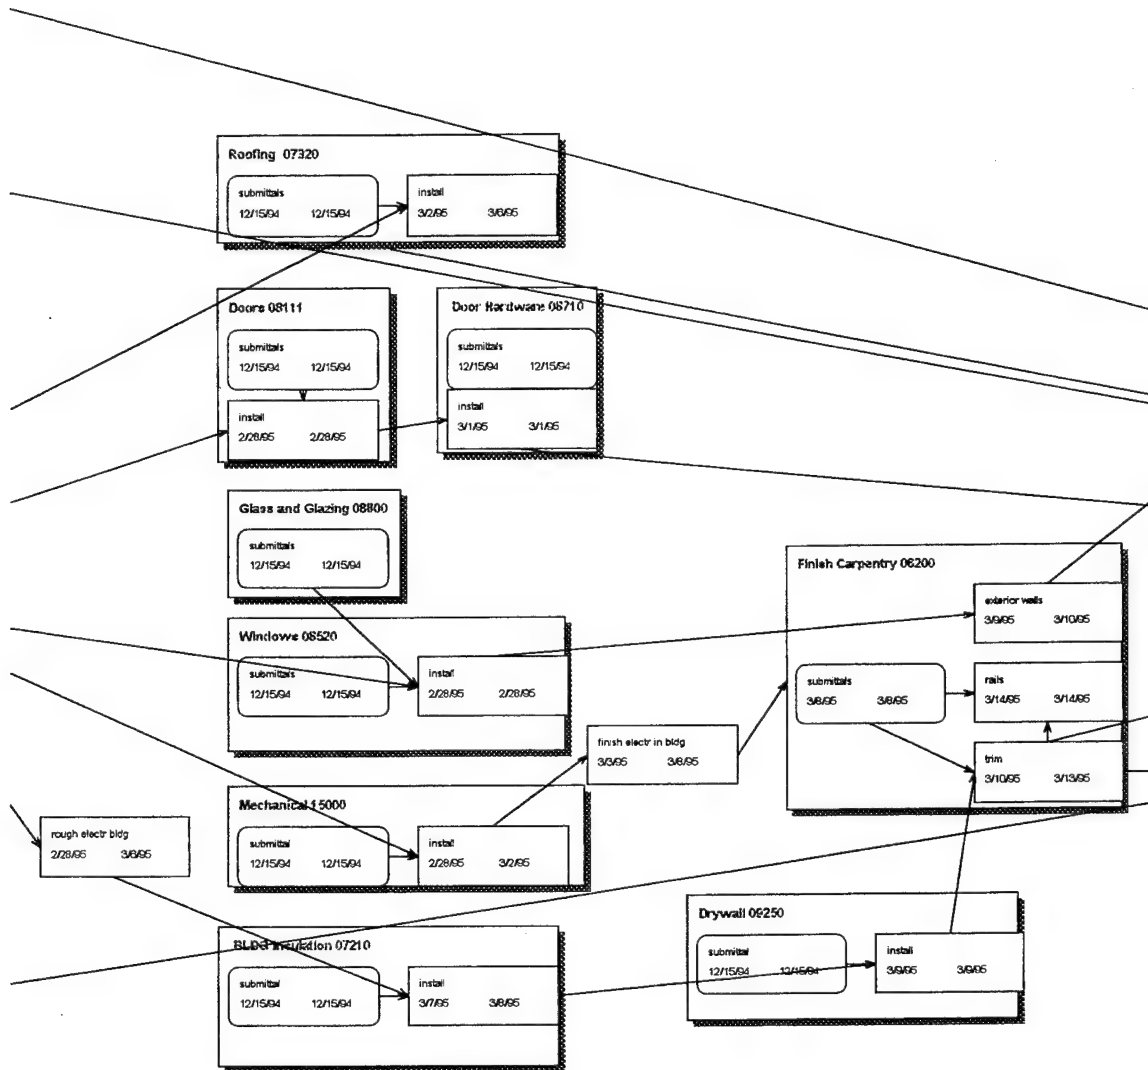 Roofing 07320
submittals
12/15/94 12/15/94
install
3/2/95 3/6/95
Doors 08111
submittals
12/15/94 12/15/94
install
2/28/95 2/28/95
Door Hardware 08710
submittals
12/15/94 12/15/94
install
3/1/95 3/1/95
Glass and Glazing 08800
submittals
12/15/94 12/15/94
Windows 08520
submittals
12/15/94 12/15/94
install
2/28/95 2/28/95
Finish Carpentry 06200
exterior walls
3/9/95 3/10/95
submittals
3/8/95 3/8/95
rails
3/14/95 3/14/95
trim
3/10/95 3/13/95
finish electr in bldg
3/3/95 3/8/95
Mechanical 15000
submittal
12/15/94 12/15/94
install
2/28/95 3/2/95
rough electr bldg
2/28/95 3/6/95
Drywall 09250
submittal
12/15/94 12/15/94
install
3/9/95 3/9/95
BLDG Insulation 07210
submittal
12/15/94 12/15/94
install
3/7/95 3/8/95